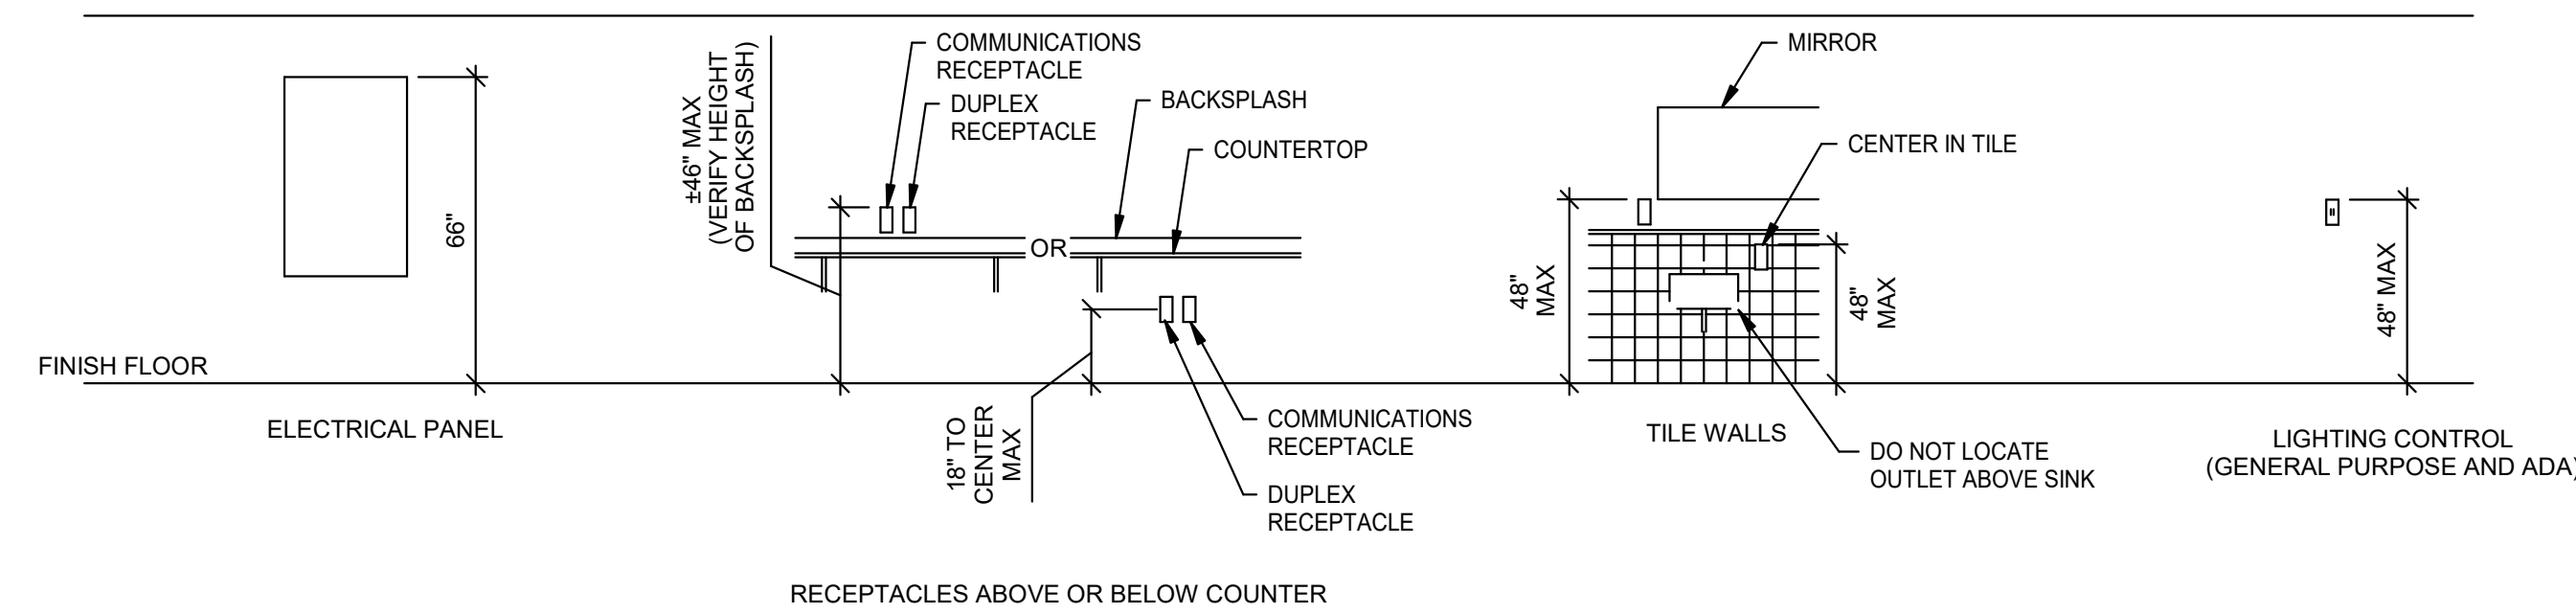 COMMUNICATIONS
RECEPTACLE
DUPLEX
RECEPTACLE
BACKSPLASH
COUNTERTOP
MIRROR
CENTER IN TILE
66"
±46" MAX
(VERIFY HEIGHT
OF BACKSPLASH)
OR
48"
MAX
48"
MAX
48" MAX
FINISH FLOOR
ELECTRICAL PANEL
18" TO
CENTER
MAX
COMMUNICATIONS
RECEPTACLE
DUPLEX
RECEPTACLE
TILE WALLS
DO NOT LOCATE
OUTLET ABOVE SINK
LIGHTING CONTROL
(GENERAL PURPOSE AND ADA)
RECEPTACLES ABOVE OR BELOW COUNTER